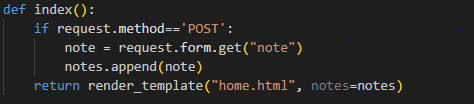 def index():
    if request.method=='POST':
        note = request.form.get("note")
        notes.append(note)
    return render_template("home.html", notes=notes)